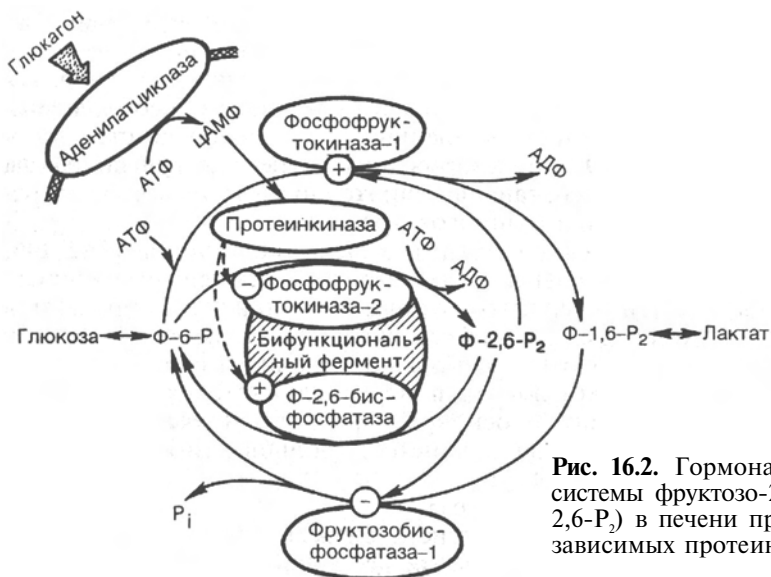 Глюкагон
Аденилатциклаза
АТФ
цАМФ
Фосфофрук-
токиназа–1
+
АДФ
АТФ
Протеинкиназа
АТФ
АДФ
–
Фосфофрук-
токиназа–2
Глюкоза
Ф–6–Р
Бифункциональ-
ный фермент
Ф-2,6-Р₂
Ф–1,6–Р₂
Лактат
+
Ф–2,6–бис-
фосфатаза
Pᵢ
–
Фруктозобис-
фосфатаза–1
Рис. 16.2. Гормона
системы фруктозо-2
2,6-Р₂) в печени пр
зависимых протеин